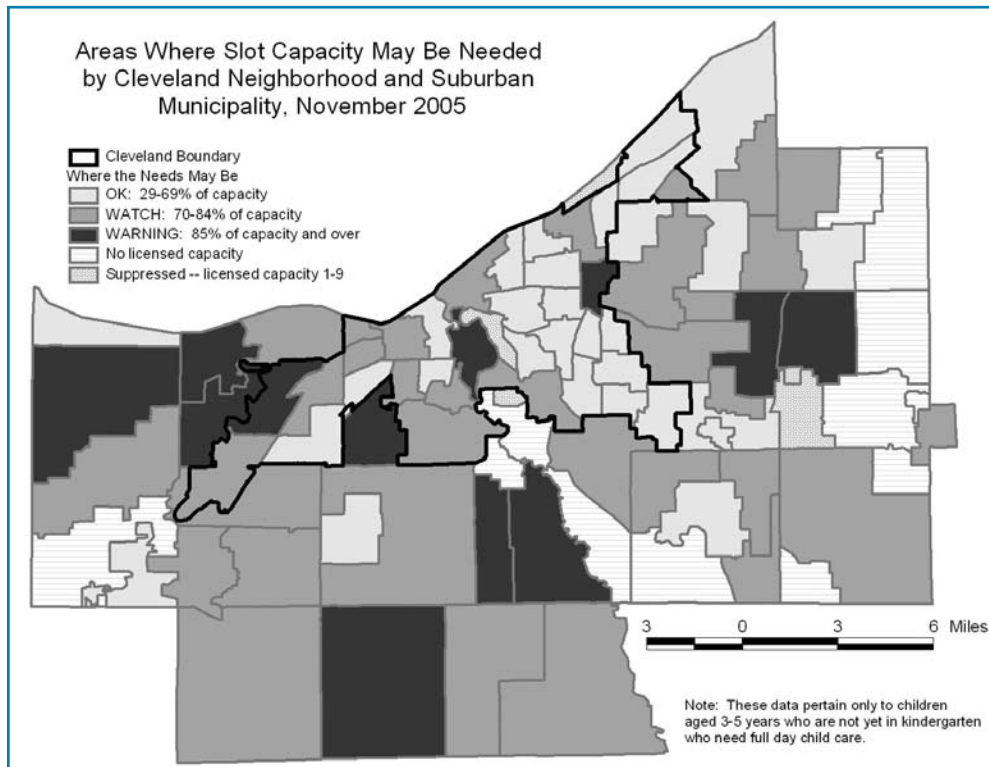 Areas Where Slot Capacity May Be Needed
by Cleveland Neighborhood and Suburban
Municipality, November 2005
Cleveland Boundary
Where the Needs May Be
OK: 29-69% of capacity
WATCH: 70-84% of capacity
WARNING: 85% of capacity and over
No licensed capacity
Suppressed -- licensed capacity 1-9
3 0 3 6 Miles
Note: These data pertain only to children
aged 3-5 years who are not yet in kindergarten
who need full day child care.